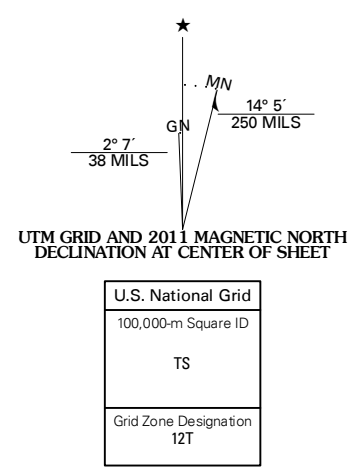 ★
MN
GN
14° 5´
250 MILS
2° 7´
38 MILS
UTM GRID AND 2011 MAGNETIC NORTH
DECLINATION AT CENTER OF SHEET
U.S. National Grid
100,000-m Square ID
TS
Grid Zone Designation
12T